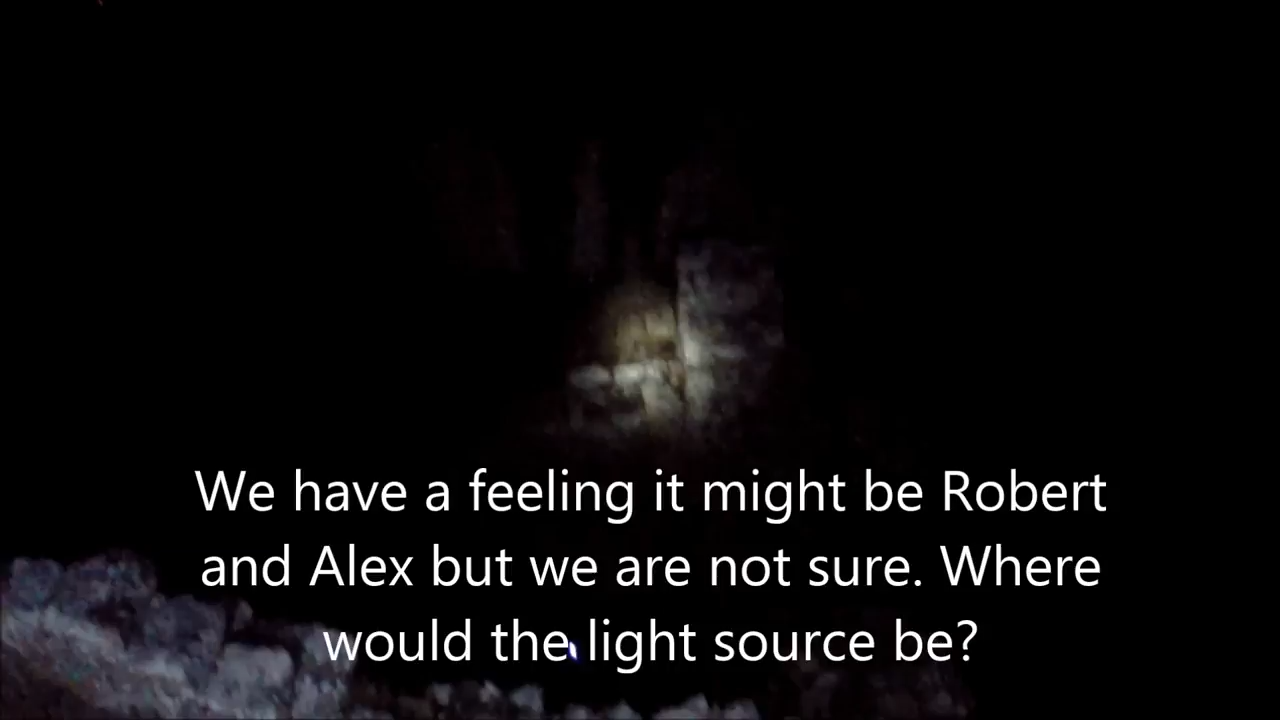 We have a feeling it might be Robert
and Alex but we are not sure. Where
would the light source be?